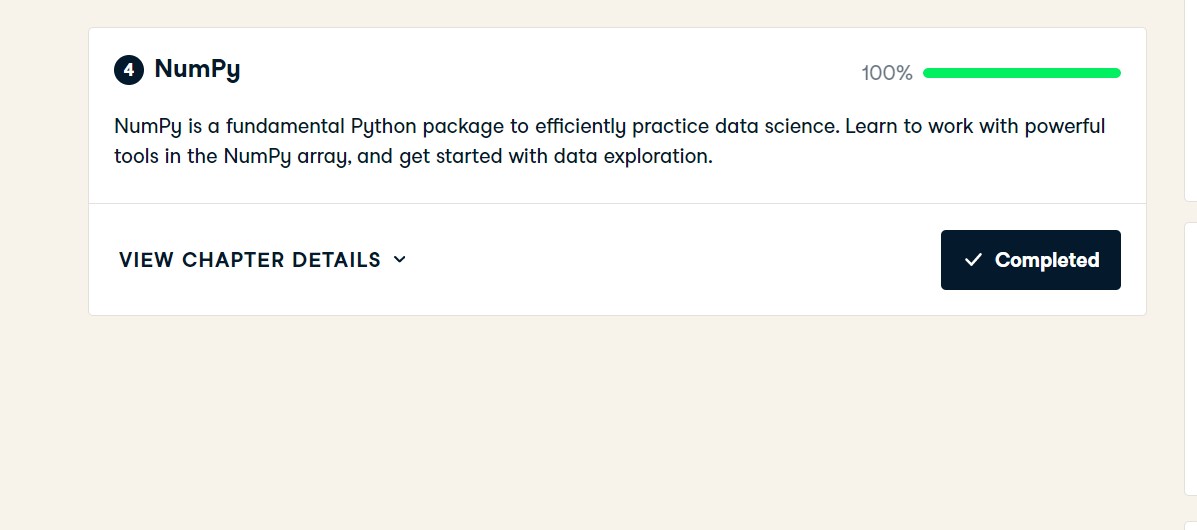 4 NumPy
100%
NumPy is a fundamental Python package to efficiently practice data science. Learn to work with powerful
tools in the NumPy array, and get started with data exploration.
VIEW CHAPTER DETAILS
Completed